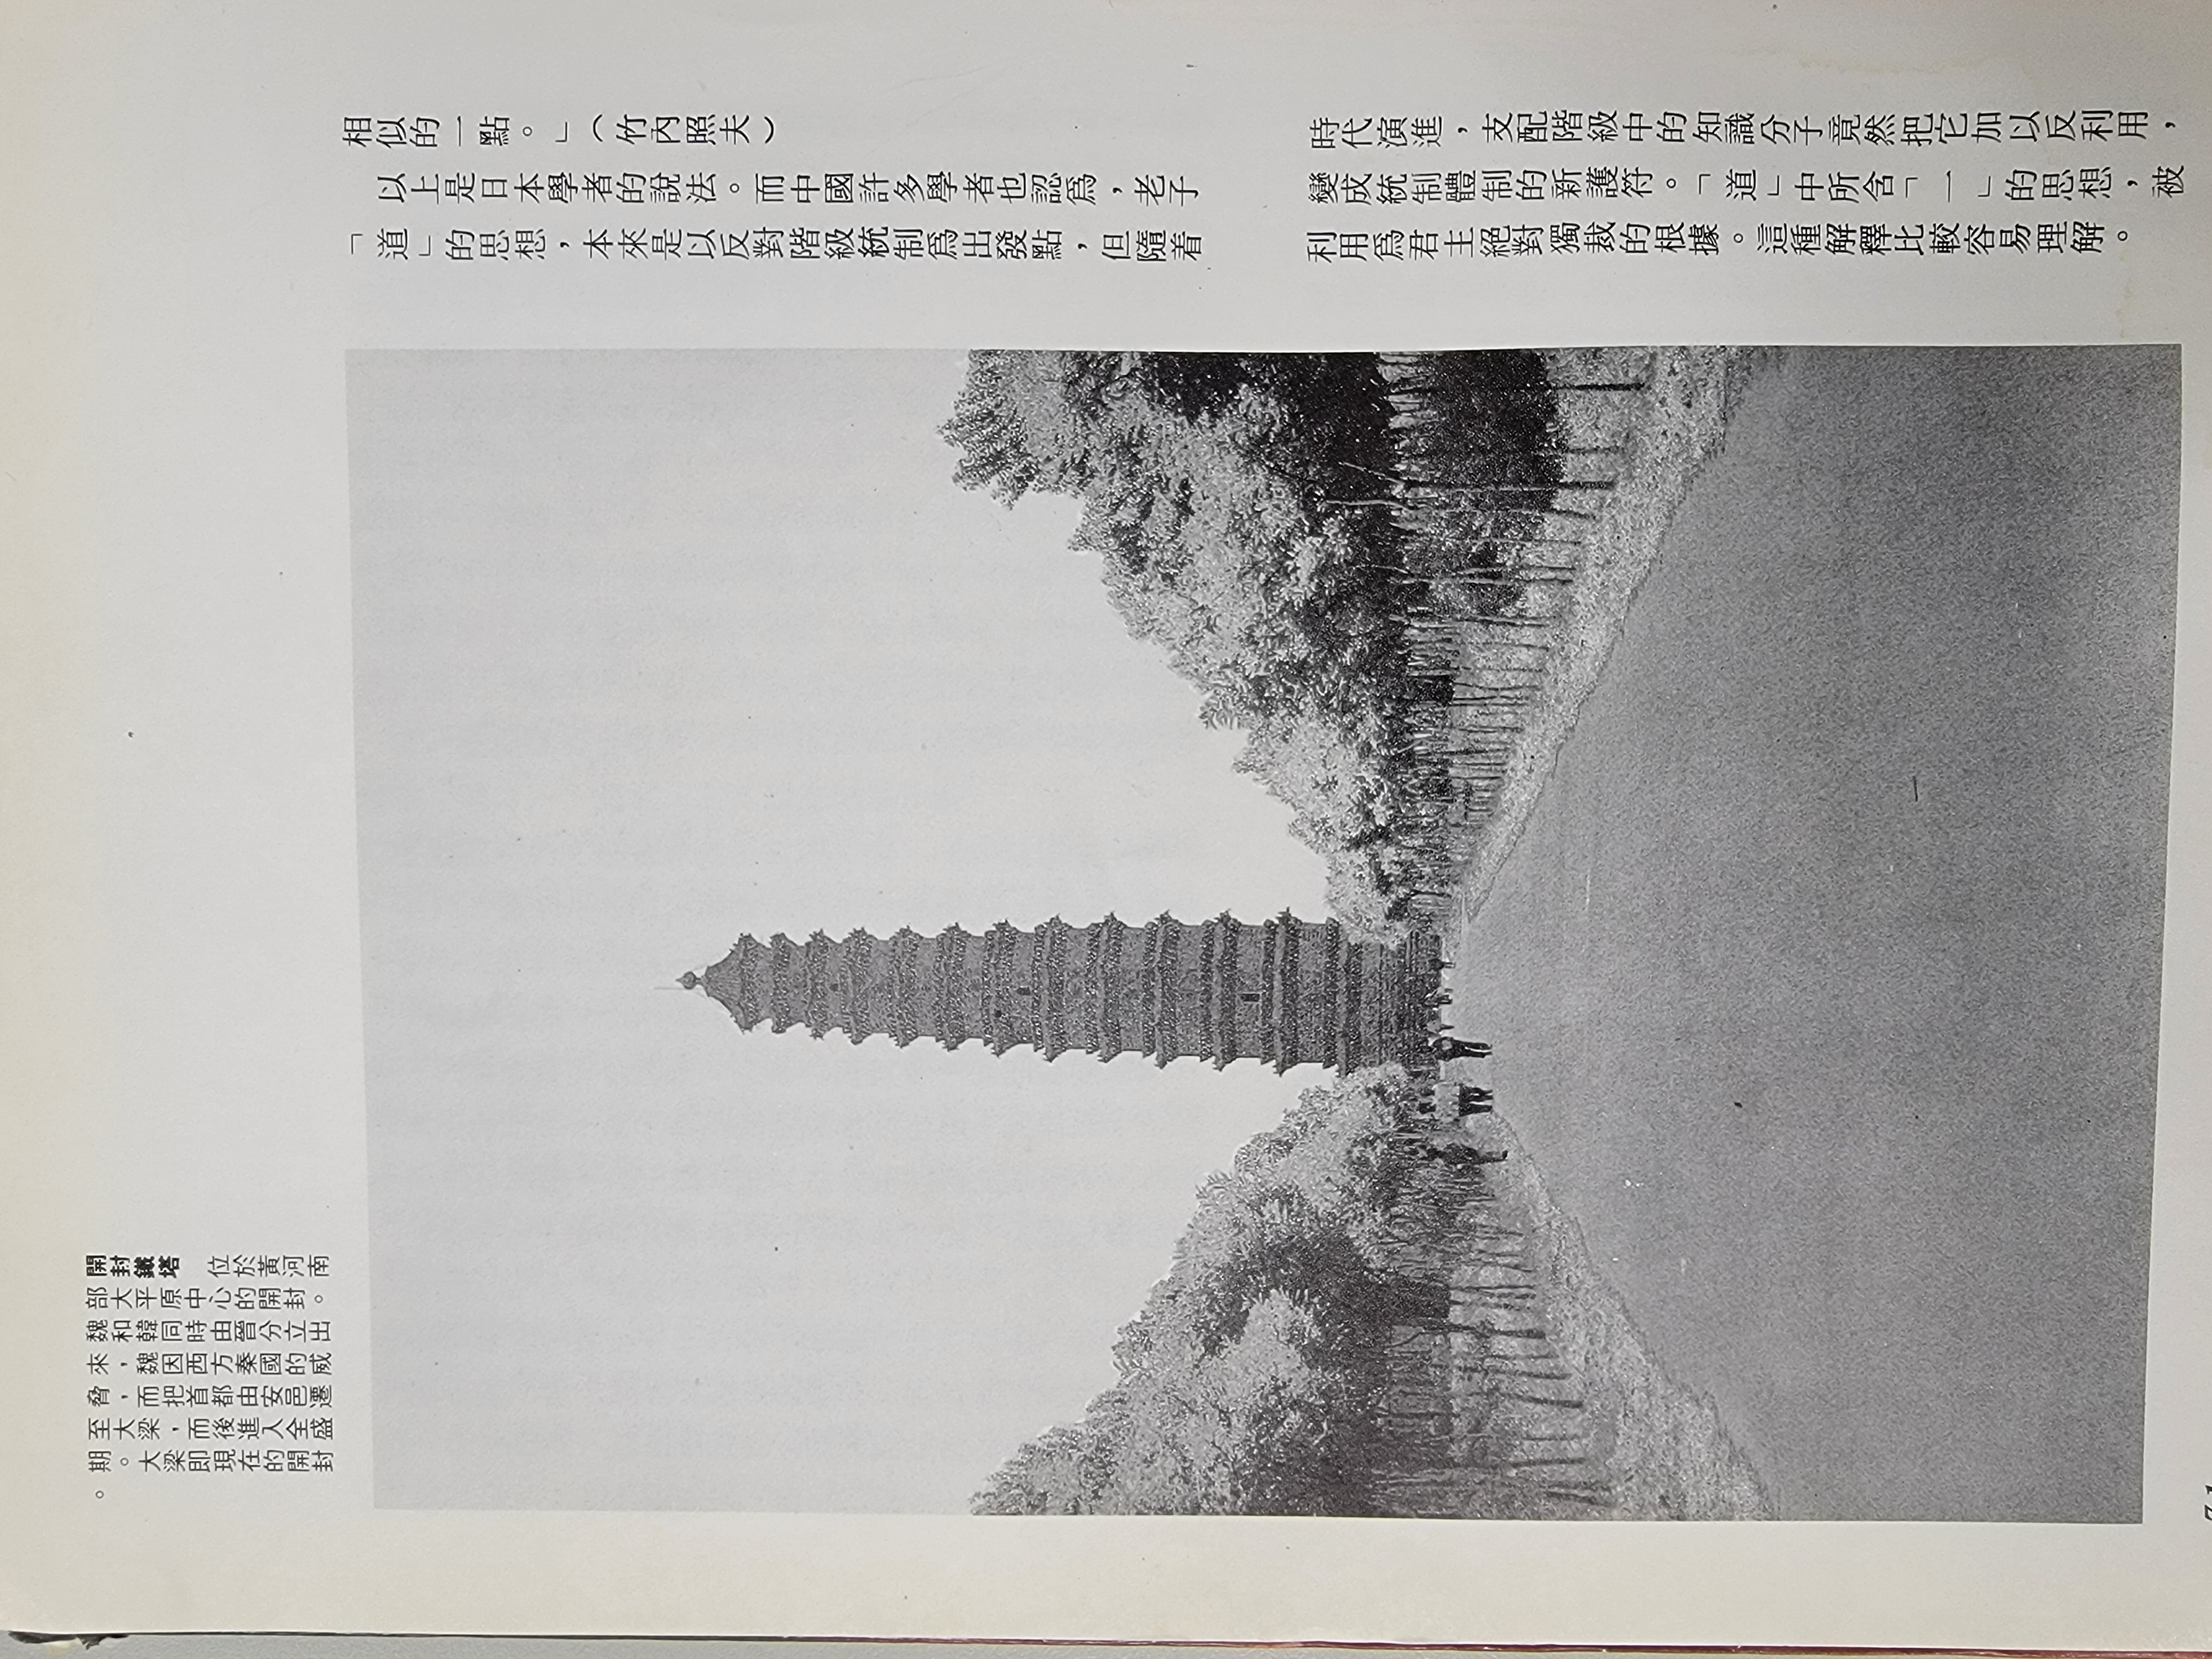 相似的一點。」（竹內照夫）
以上是日本學者的說法。而中國許多學者也認爲，老子
「道」的思想，本來是以反對階級統制爲出發點，但隨着
時代演進，支配階級中的知識分子竟然把它加以反利用，
變成統制體制的新護符。「道」中所含「一」的思想，被
利用爲君主絕對獨裁的根據。這種解釋比較容易理解。
開封鐵塔　位於黃河南
部大平原中心的開封。
魏和韓同時由晉分立出
來，魏因西方秦國的威
脅，而把首都由安邑遷
至大梁，而後進入全盛
期。大梁即現在的開封
。